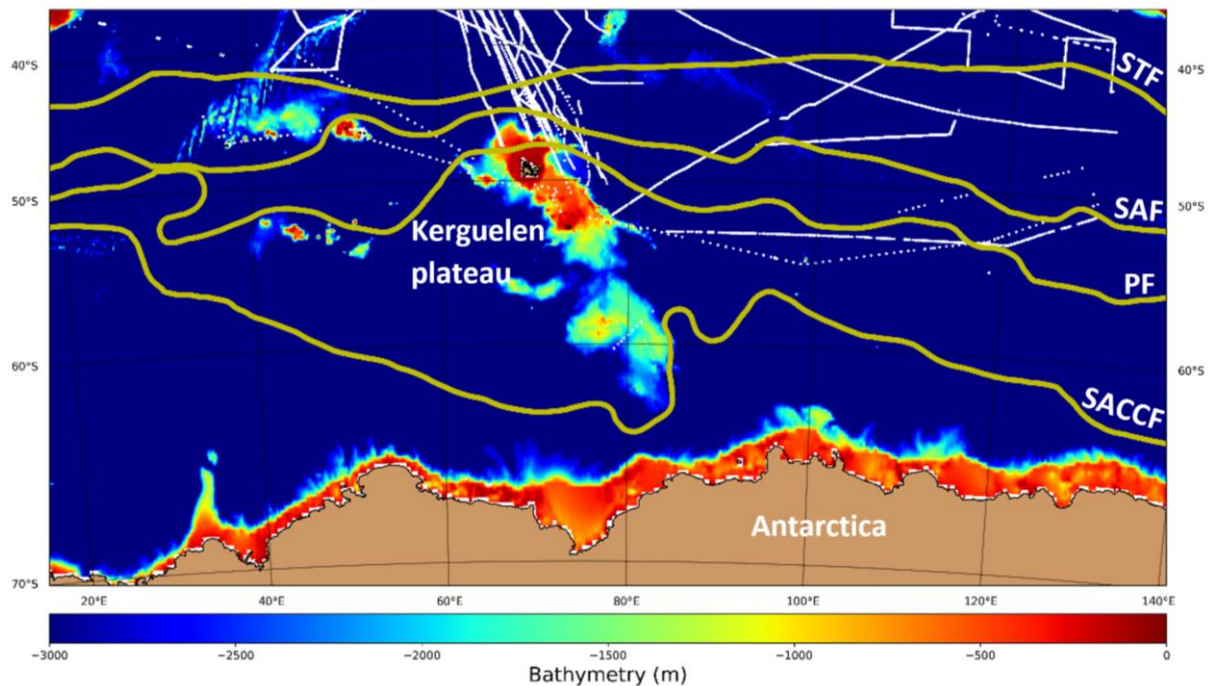 40°S
40°S
STF
50°S
50°S
SAF
Kerguelen
plateau
PF
60°S
60°S
SACCF
Antarctica
70°S
20°E
40°E
60°E
80°E
100°E
120°E
140°E
−3000
−2500
−2000
−1500
−1000
−500
0
Bathymetry (m)